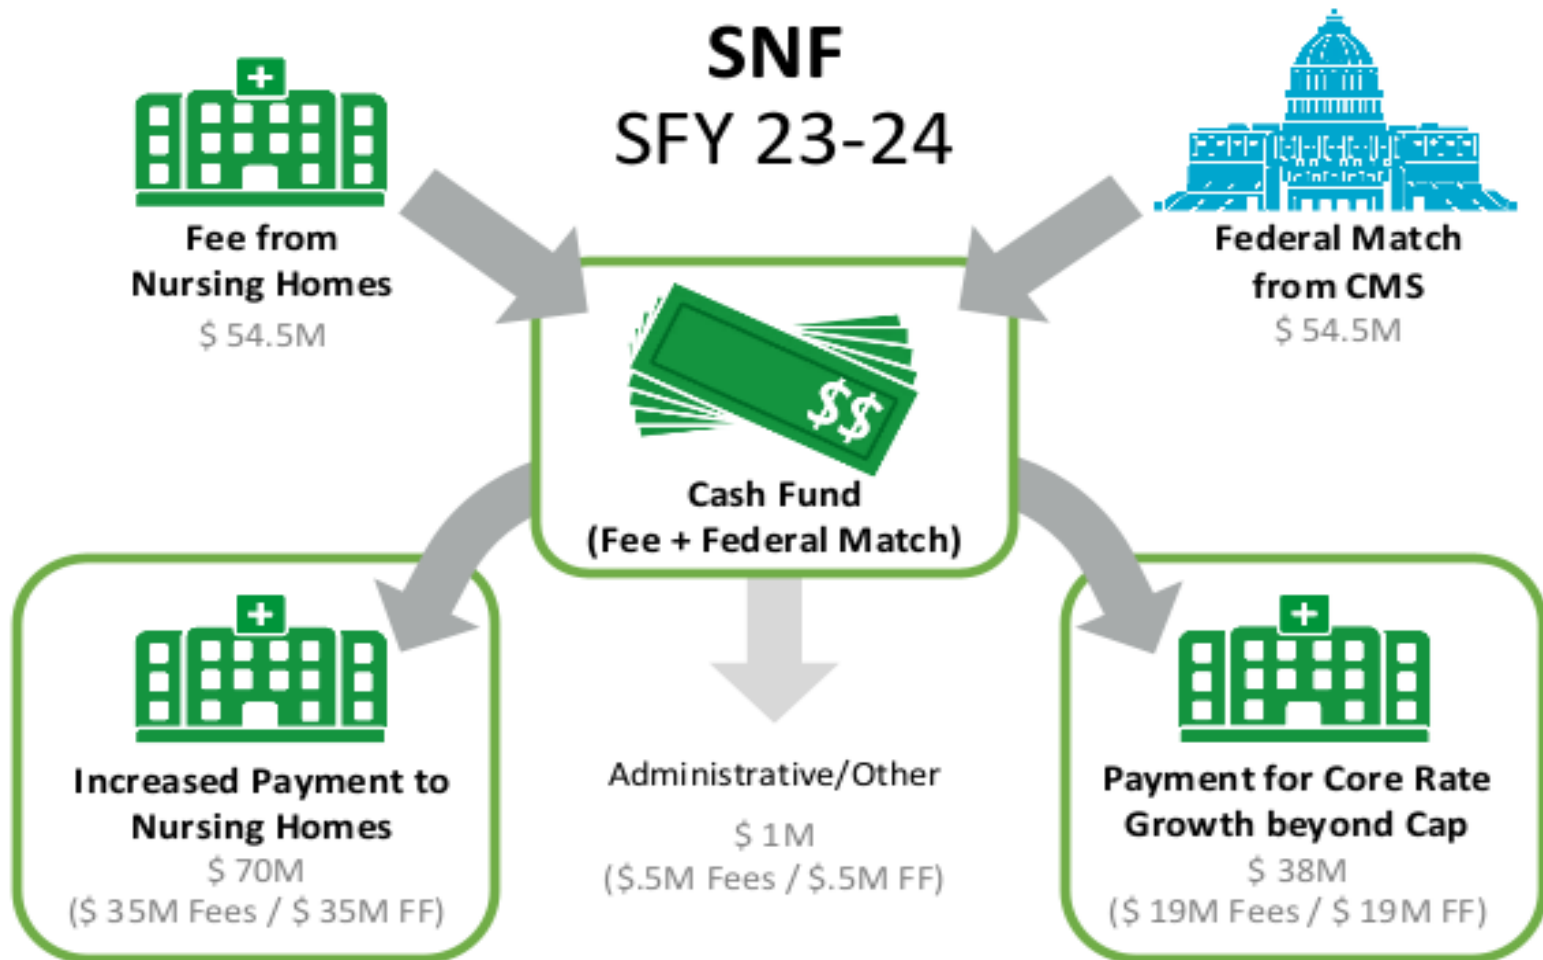 SNF
SFY 23-24
Fee from
Nursing Homes
$ 54.5M
Federal Match
from CMS
$ 54.5M
$$
Cash Fund
(Fee + Federal Match)
Increased Payment to
Nursing Homes
$ 70M
($ 35M Fees / $ 35M FF)
Administrative/Other
$ 1M
($.5M Fees / $.5M FF)
Payment for Core Rate
Growth beyond Cap
$ 38M
($ 19M Fees / $ 19M FF)